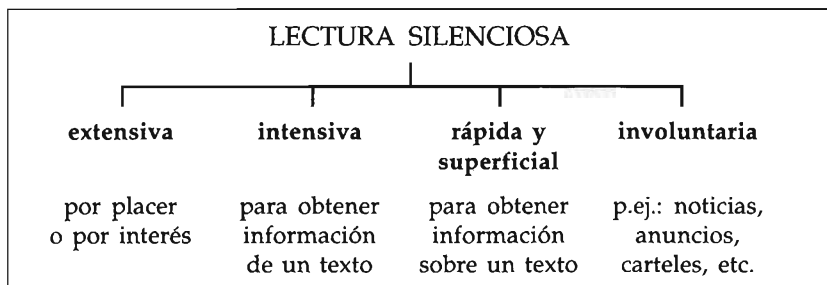 LECTURA SILENCIOSA
extensiva
por placer
o por interés
intensiva
para obtener
información
de un texto
rápida y
superficial
para obtener
información
sobre un texto
involuntaria
p.ej.: noticias,
anuncios,
carteles, etc.